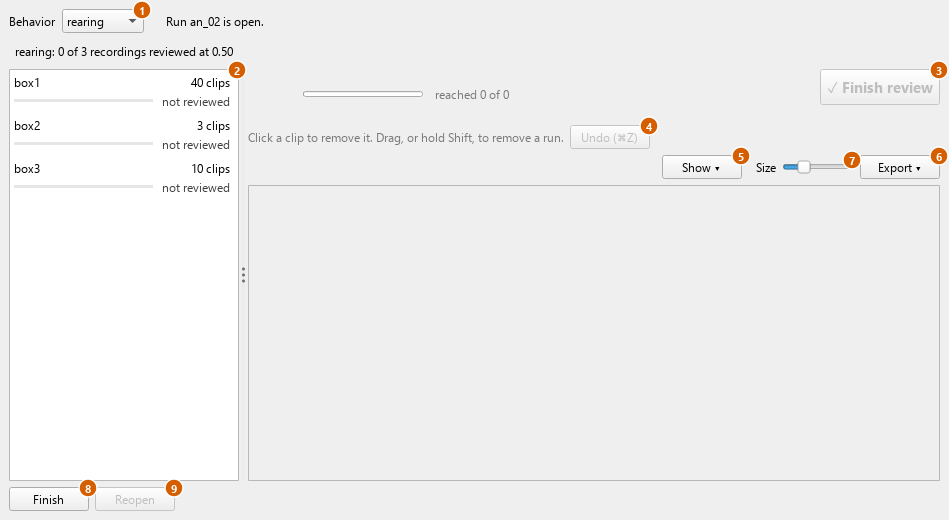 Behavior rearing 1 Run an_02 is open.
rearing: 0 of 3 recordings reviewed at 0.50
2
box1 40 clips
not reviewed
box2 3 clips
not reviewed
box3 10 clips
not reviewed
reached 0 of 0
✓ Finish review 3
Click a clip to remove it. Drag, or hold Shift, to remove a run. Undo (⌘Z) 4
Show ▾ 5 Size 7 Export ▾ 6
Finish 8 Reopen 9